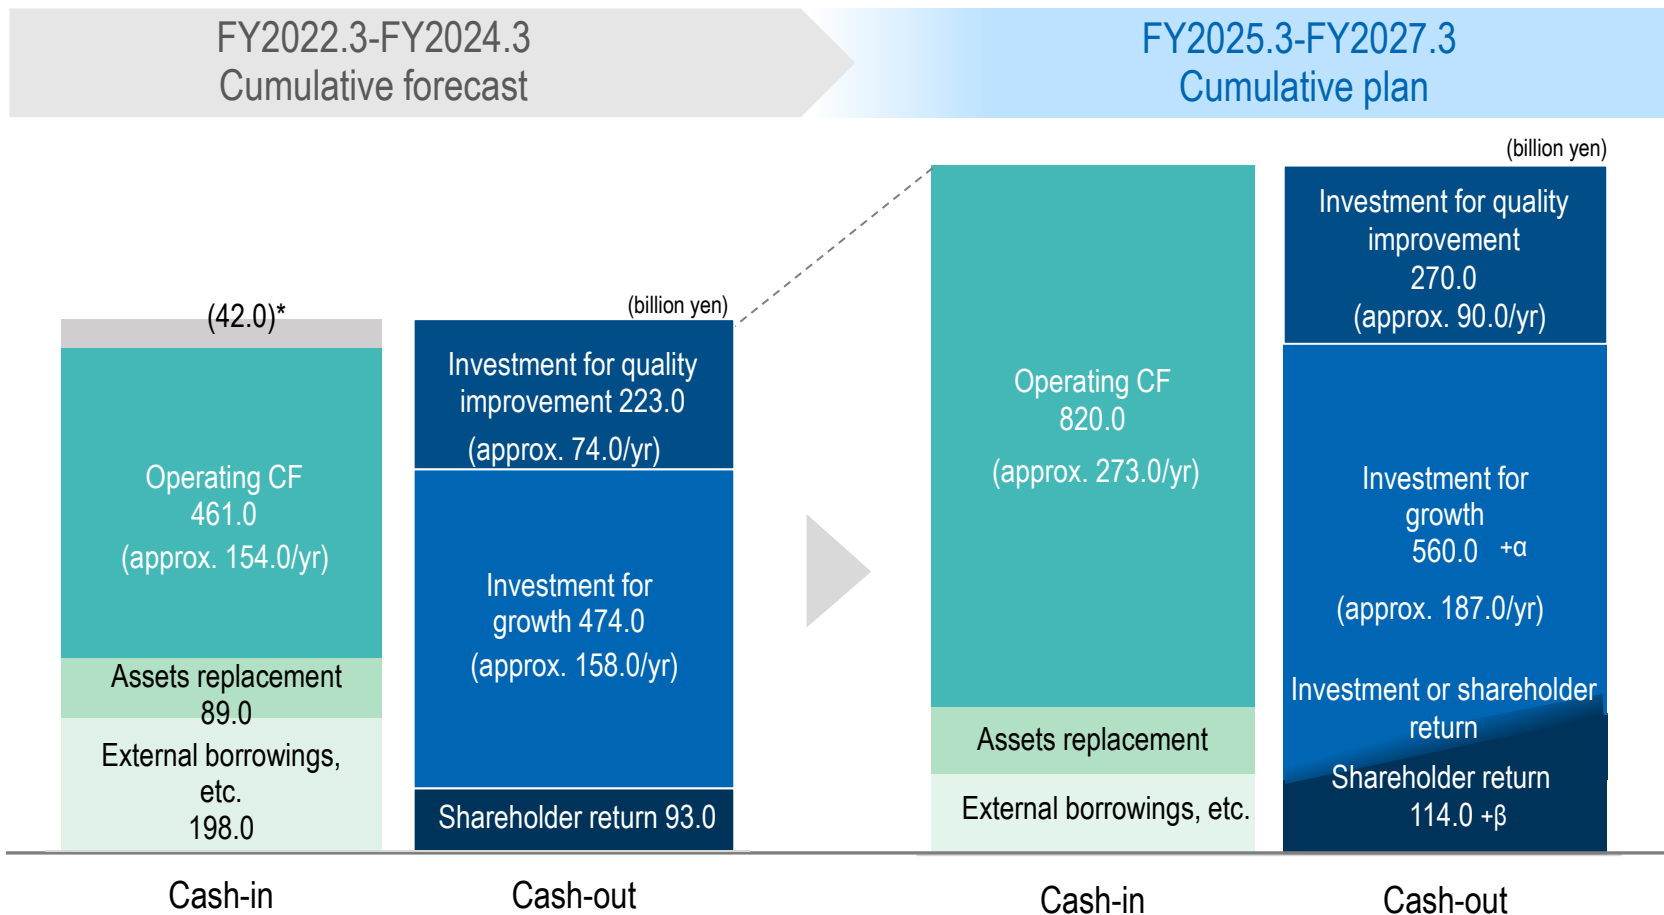 FY2022.3-FY2024.3
Cumulative forecast
FY2025.3-FY2027.3
Cumulative plan
(billion yen)
(42.0)*
Operating CF
461.0
(approx. 154.0/yr)
Assets replacement
89.0
External borrowings,
etc.
198.0
Cash-in
Investment for quality
improvement 223.0
(approx. 74.0/yr)
Investment for
growth 474.0
(approx. 158.0/yr)
Shareholder return 93.0
Cash-out
(billion yen)
Operating CF
820.0
(approx. 273.0/yr)
Assets replacement
External borrowings, etc.
Cash-in
Investment for quality
improvement
270.0
(approx. 90.0/yr)
Investment for
growth
560.0 +α
(approx. 187.0/yr)
Investment or shareholder
return
Shareholder return
114.0 +β
Cash-out